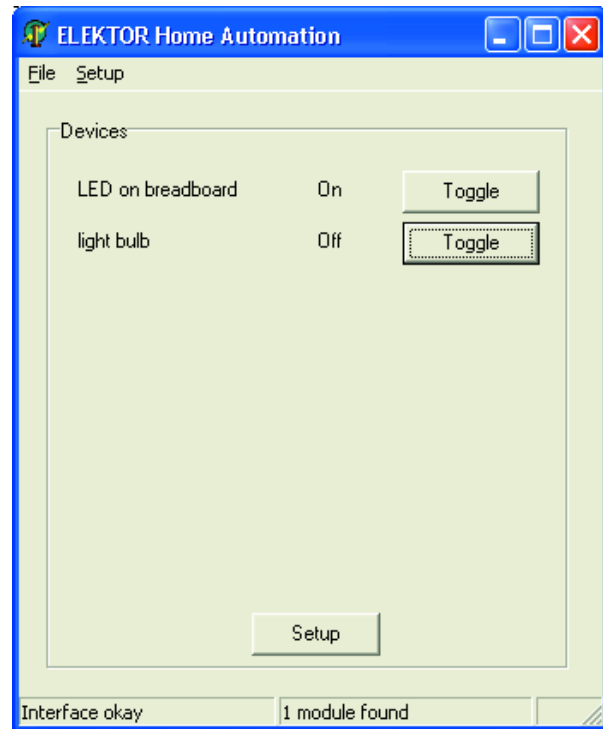 ELEKTOR Home Automation
File Setup
Devices
LED on breadboard On Toggle
light bulb Off Toggle
Setup
Interface okay 1 module found